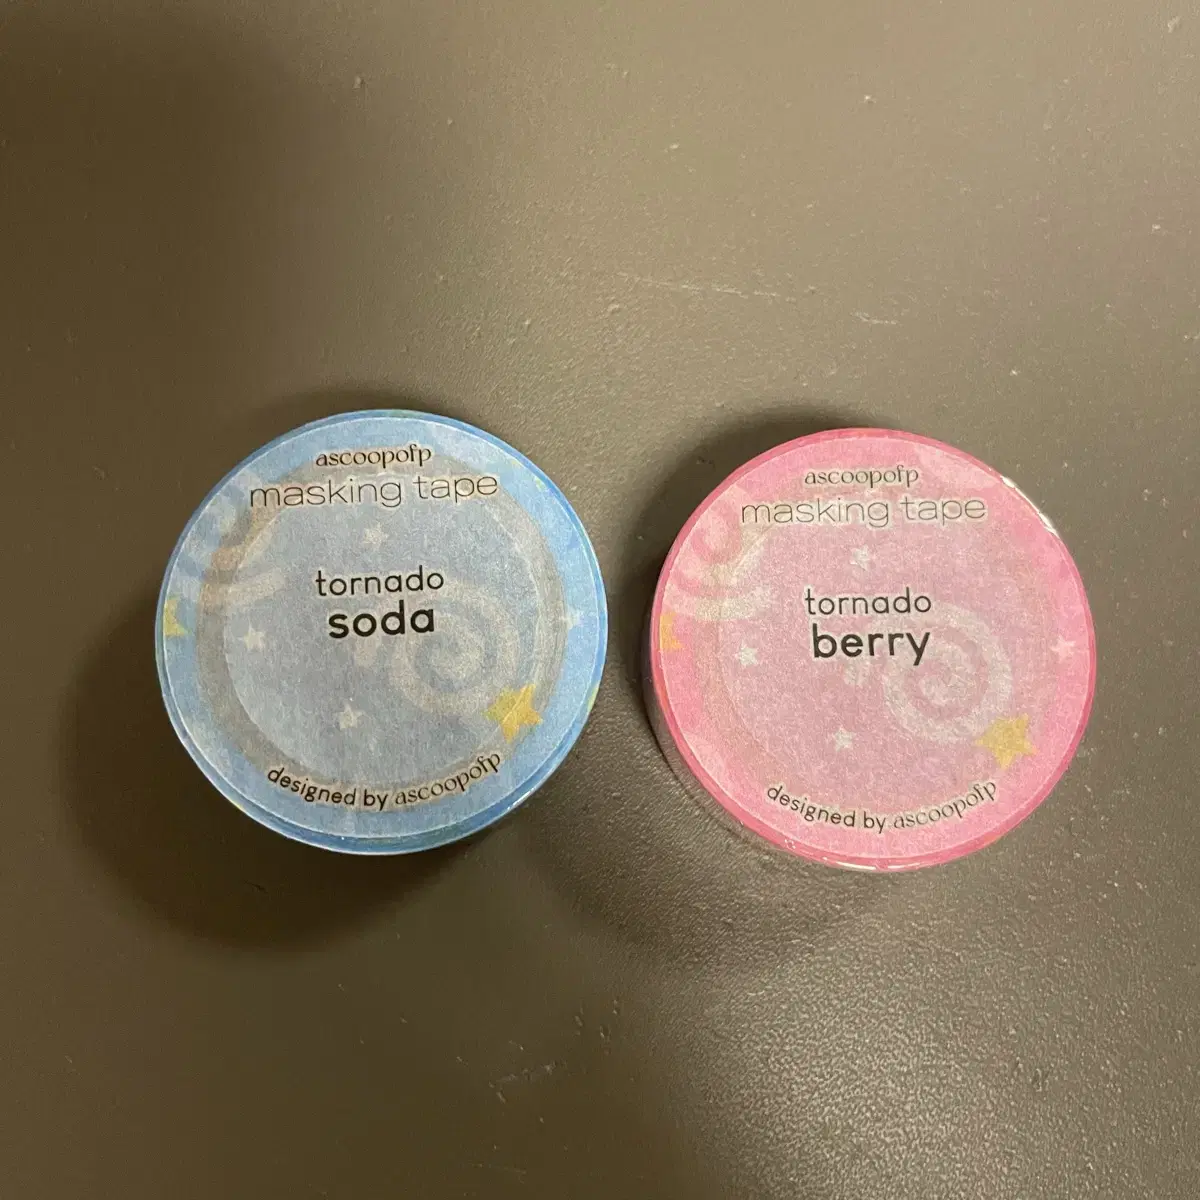 ascoopofp
masking tape
tornado
soda
designed by ascoopofp
ascoopofp
masking tape
tornado
berry
designed by ascoopofp